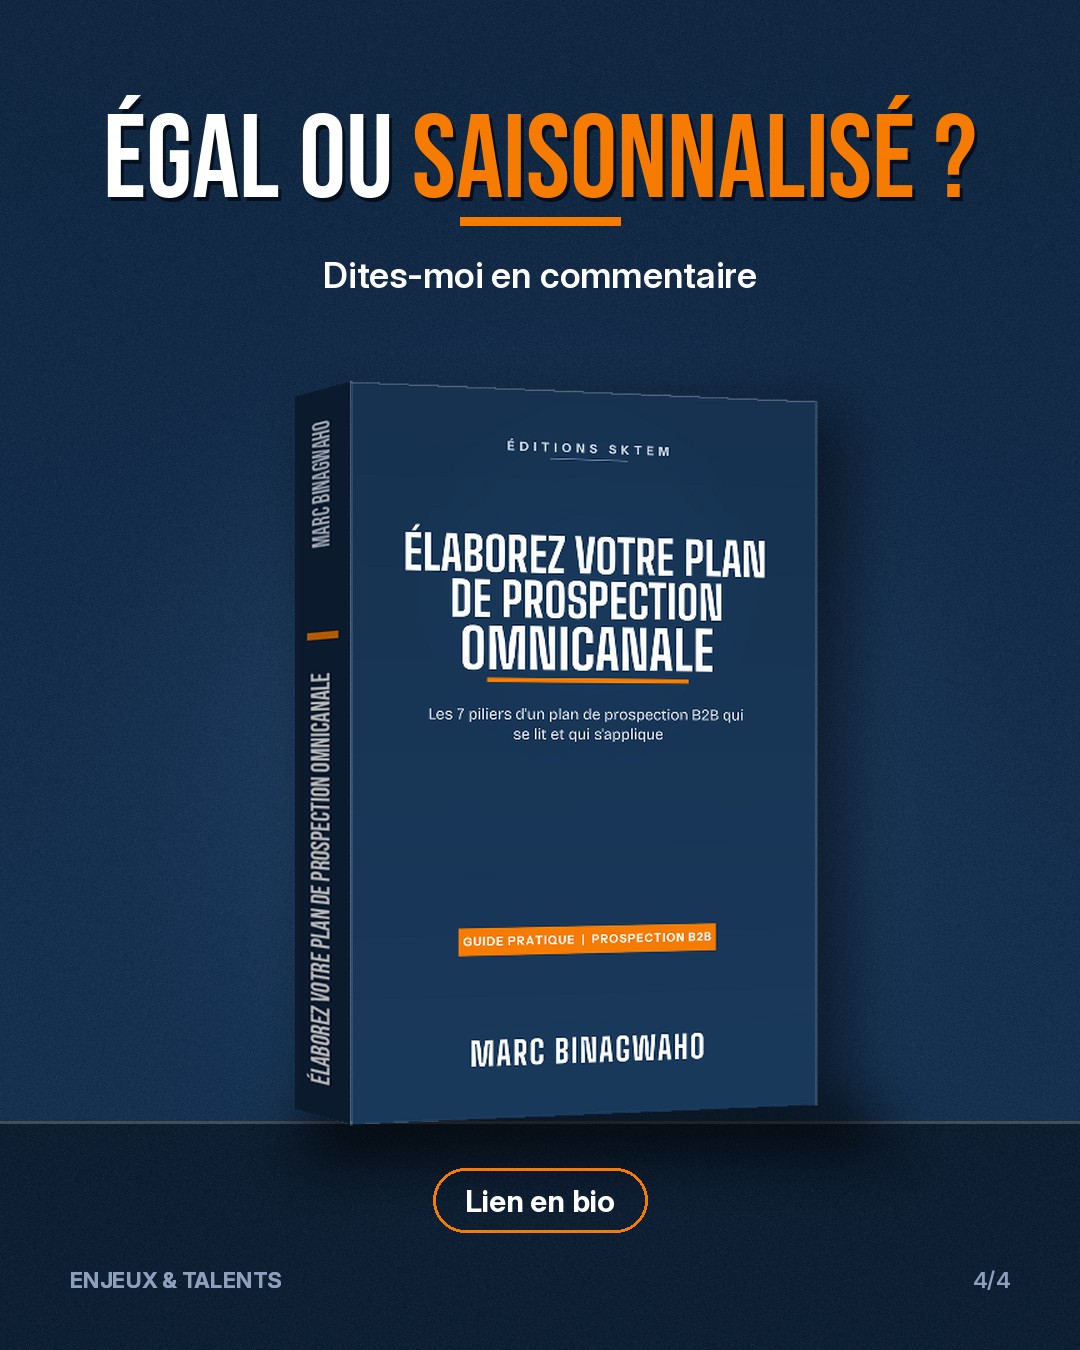 ÉGAL OU SAISONNALISÉ ?
Dites-moi en commentaire
MARC BINAGWAHO
ÉLABOREZ VOTRE PLAN DE PROSPECTION OMNICANALE
ÉDITIONS SKTEM
ÉLABOREZ VOTRE PLAN
DE PROSPECTION
OMNICANALE
Les 7 piliers d'un plan de prospection B2B qui
se lit et qui s'applique
GUIDE PRATIQUE | PROSPECTION B2B
MARC BINAGWAHO
Lien en bio
ENJEUX & TALENTS
4/4